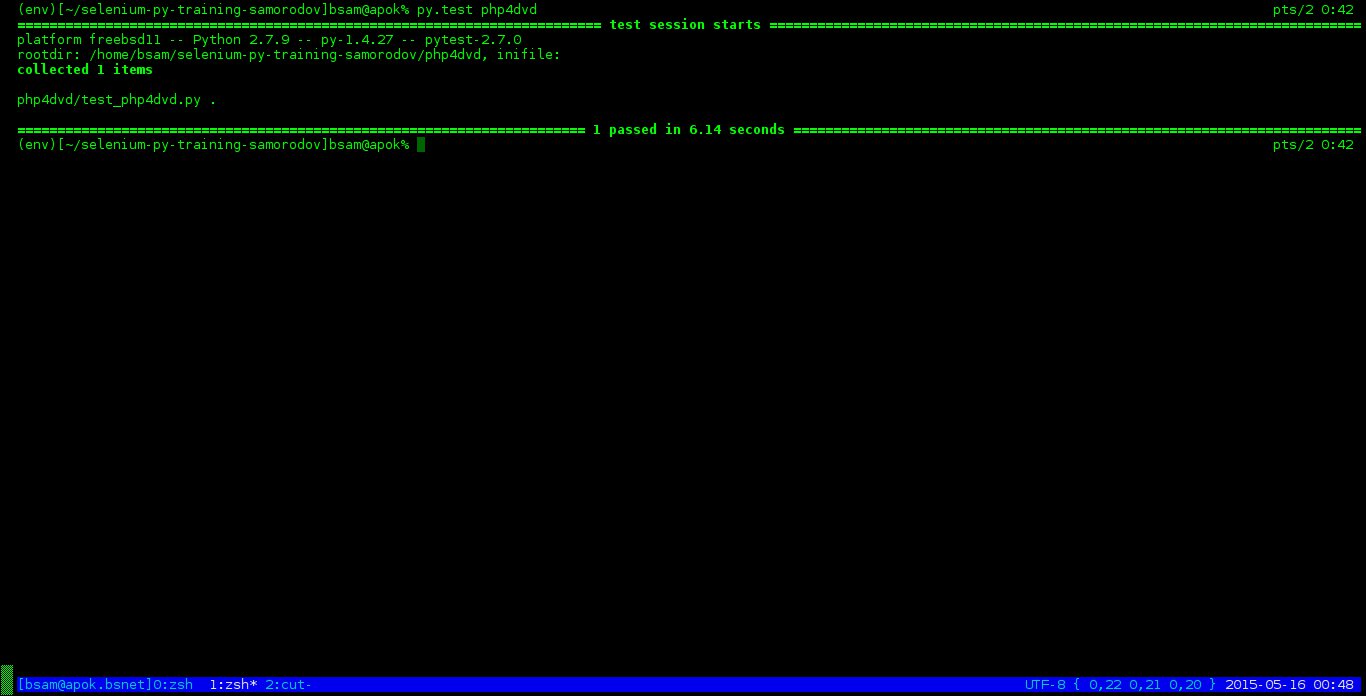 (env)[~/selenium-py-training-samorodov]bsam@apok% py.test php4dvd pts/2 0:42
========================================================================= test session starts ==========================================================================
platform freebsd11 -- Python 2.7.9 -- py-1.4.27 -- pytest-2.7.0
rootdir: /home/bsam/selenium-py-training-samorodov/php4dvd, inifile:
collected 1 items
php4dvd/test_php4dvd.py .
======================================================================= 1 passed in 6.14 seconds =======================================================================
(env)[~/selenium-py-training-samorodov]bsam@apok% pts/2 0:42
[bsam@apok.bsnet]0:zsh 1:zsh* 2:cut- UTF-8 { 0,22 0,21 0,20 } 2015-05-16 00:48